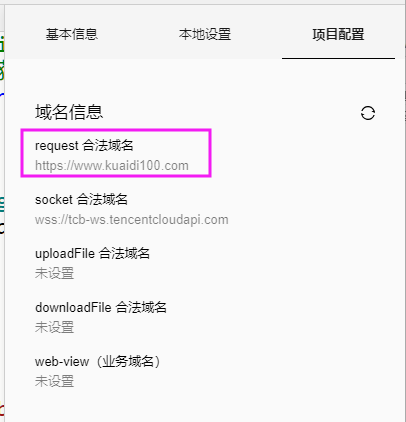 基本信息 本地设置 项目配置
域名信息
request 合法域名
https://www.kuaidi100.com
socket 合法域名
wss://tcb-ws.tencentcloudapi.com
uploadFile 合法域名
未设置
downloadFile 合法域名
未设置
web-view（业务域名）
未设置